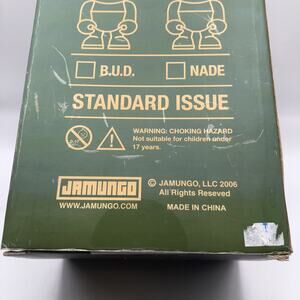 B.U.D. NADE
STANDARD ISSUE
WARNING: CHOKING HAZARD
Not suitable for children under
17 years.
JAMUNGO
WWW.JAMUNGO.COM
© JAMUNGO, LLC 2006
All Rights Reseved
MADE IN CHINA